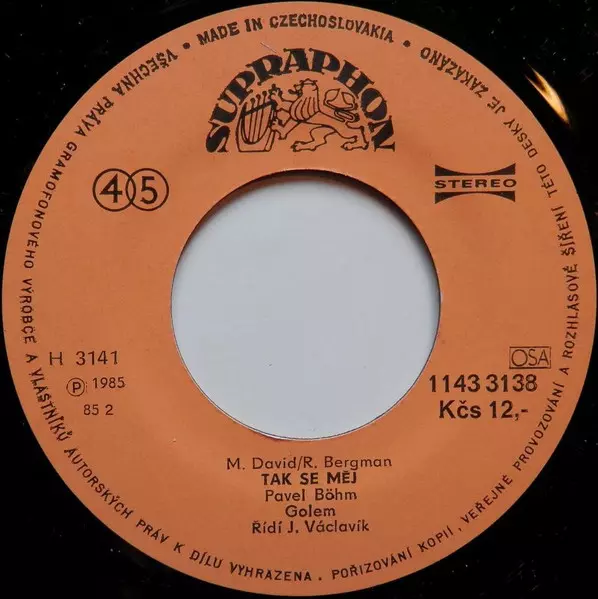 VŠECHNA PRÁVA GRAMOFONOVÉHO VÝROBCE A VLASTNÍKŮ AUTORSKÝCH PRÁV K DÍLU VYHRAZENA . POŘIZOVÁNÍ KOPIÍ , VEŘEJNÉ PROVOZOVÁNÍ A ROZHLASOVÉ ŠÍŘENÍ TÉTO DESKY JE ZAKÁZÁNO
• MADE IN CZECHOSLOVAKIA •
SUPRAPHON
45
STEREO
H 3141
Ⓟ 1985
85 2
OSA
1143 3138
Kčs 12,-
M. David/R. Bergman
TAK SE MĚJ
Pavel Böhm
Golem
Řídí J. Václavík